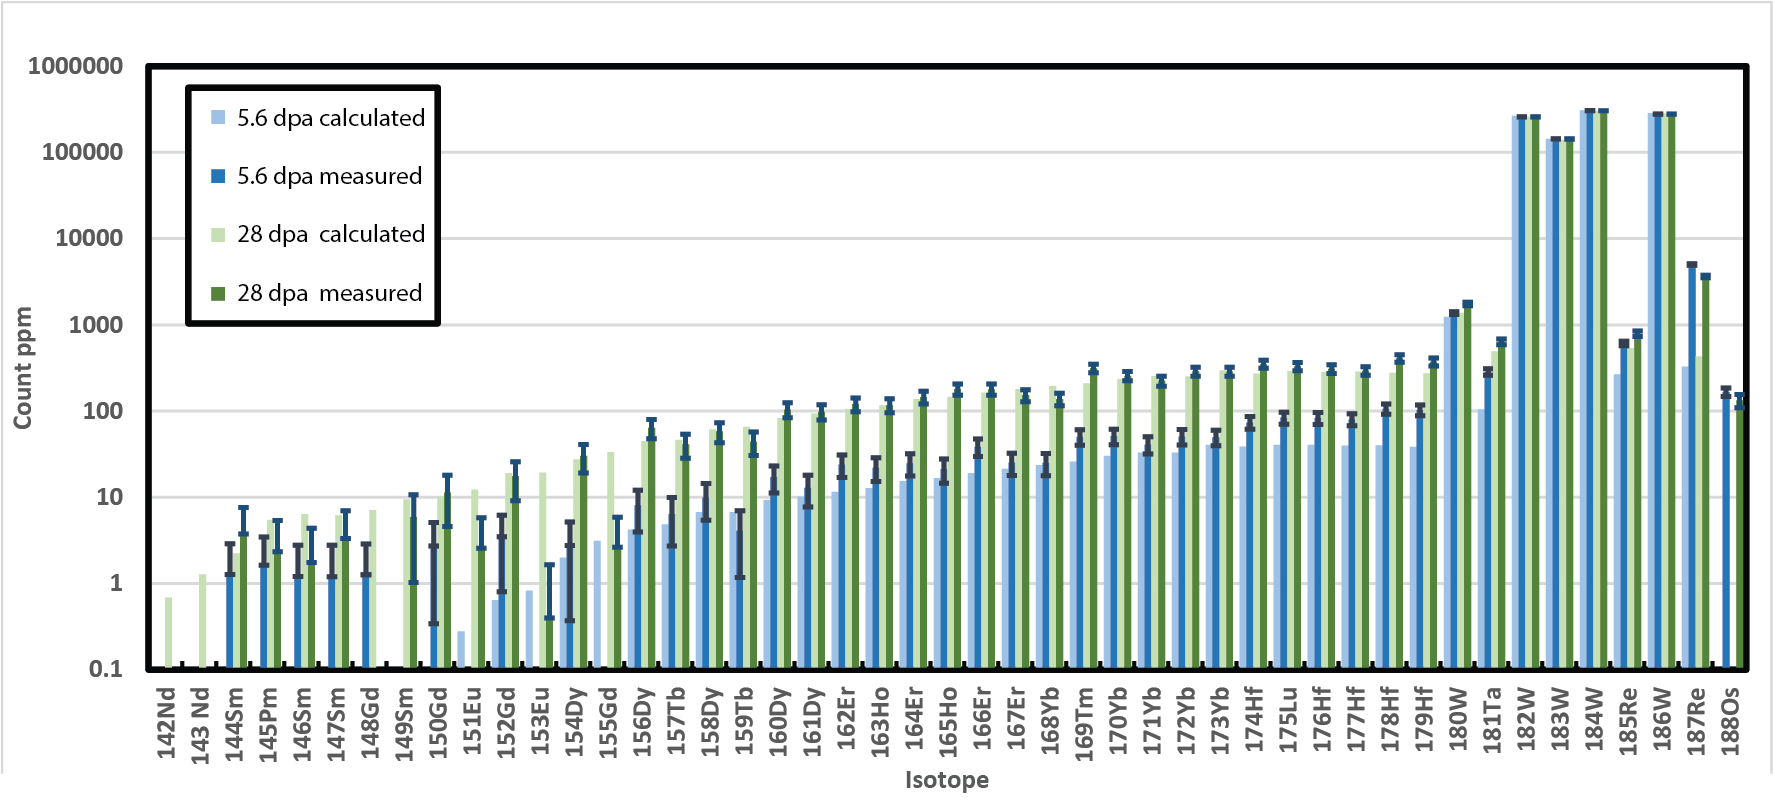 1000000
100000
10000
1000
100
10
1
0.1
Count ppm
5.6 dpa calculated
5.6 dpa measured
28 dpa  calculated
28 dpa  measured
142Nd
143 Nd
144Sm
145Pm
146Sm
147Sm
148Gd
149Sm
150Gd
151Eu
152Gd
153Eu
154Dy
155Gd
156Dy
157Tb
158Dy
159Tb
160Dy
161Dy
162Er
163Ho
164Er
165Ho
166Er
167Er
168Yb
169Tm
170Yb
171Yb
172Yb
173Yb
174Hf
175Lu
176Hf
177Hf
178Hf
179Hf
180W
181Ta
182W
183W
184W
185Re
186W
187Re
188Os
Isotope